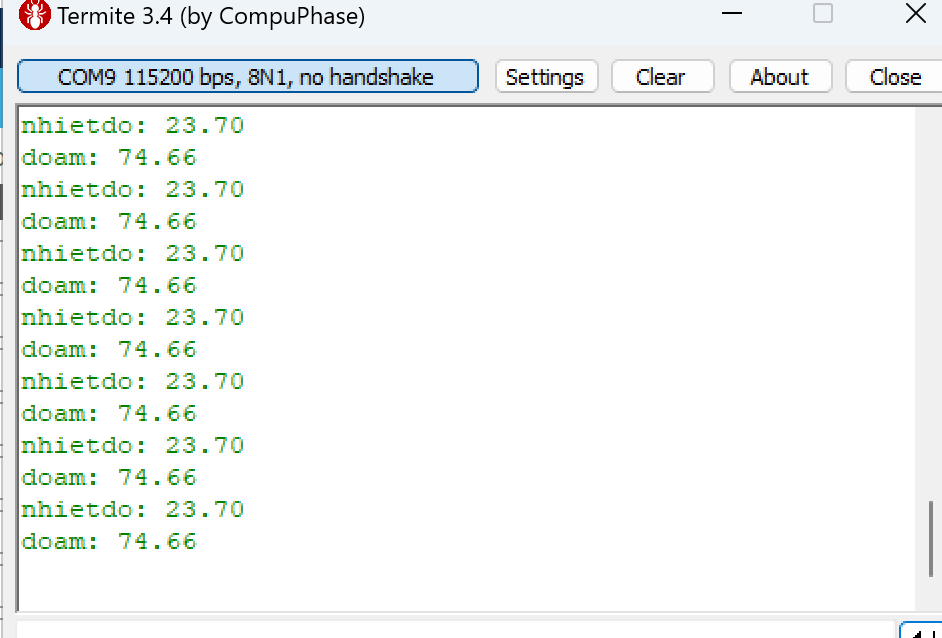 Termite 3.4 (by CompuPhase)
COM9 115200 bps, 8N1, no handshake Settings Clear About Close
nhietdo: 23.70
doam: 74.66
nhietdo: 23.70
doam: 74.66
nhietdo: 23.70
doam: 74.66
nhietdo: 23.70
doam: 74.66
nhietdo: 23.70
doam: 74.66
nhietdo: 23.70
doam: 74.66
nhietdo: 23.70
doam: 74.66